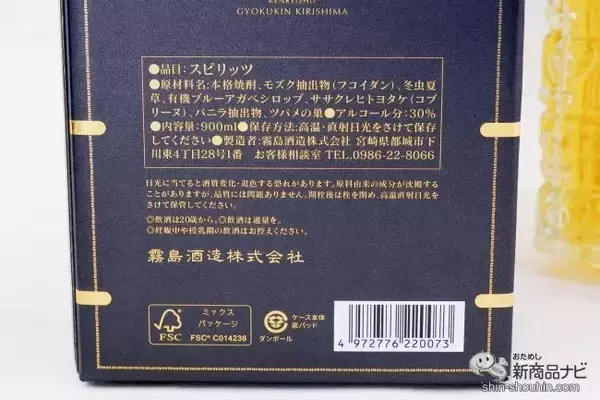 KENREISHU
GYOKUKIN KIRISHIMA
●品目:スピリッツ
●原材料名:本格焼酎、モズク抽出物(フコイダン)、冬虫夏
草、有機ブルーアガベシロップ、ササクレヒトヨタケ(コプ
リーヌ)、バニラ抽出物、ツバメの巣●アルコール分:30%
●内容量:900ml●保存方法:高温・直射日光をさけて保存
してください●製造者:霧島酒造株式会社 宮崎県都城市下
川東4丁目28号1番 お客様相談室 TEL.0986-22-8066
日光に当てると酒質変化・退色する恐れがあります。原料由来の成分が沈殿する
ことがありますが、品質には問題ありません。開栓後は栓を閉め、高温直射日光を
さけて保管してください。
◎飲酒は20歳から。◎飲酒は適量を。
◎妊娠中や授乳期の飲酒はお控えください。
霧島酒造株式会社
FSC
ミックス
パッケージ
FSC® C014238
ケース本体
底パッド
ダンボール
4 972776 220073
おためし
新商品ナビ
shin-shouhin.com